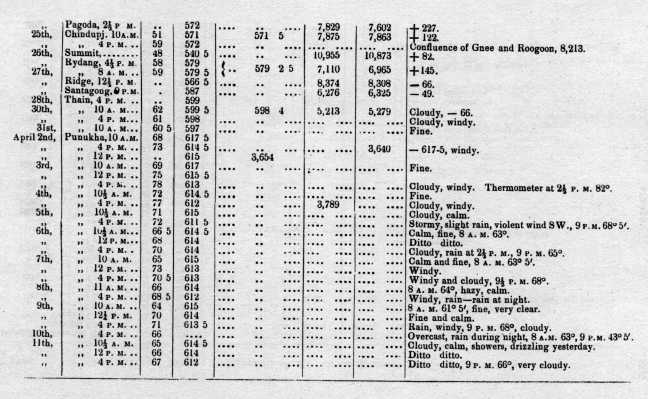 „ Pagoda, 2½ P M. .. 572 .... .. .. 7,829 7,602 + 227.
25th, Chindupj. 10 A.M. 51 571 .... 571 5 7,875 7,863 + 122.
„ „ 4 P M. .. 59 572 .... .. .. .... .... .... .... Confluence of Gnee and Roogoon, 8,213.
26th, Summit, .. 48 540 5 .... .. .. 10,955 10,873 + 82.
„ Rydang, 4½ P M. 58 579
27th, „ 8 A M. .. 59 579 5 { .. 579 2 5 7,110 6,965 +145.
„ Ridge, 12½ P M. .. 566 5 .... .. .. 8,374 8,308 — 66.
„ Santagong, P M. .. 587 .... .. .. 6,276 6,325 — 49.
28th, Thain, 4 P M. .. .. 599
30th, „ 10 A M. .. 62 599 5 .... 598 4 5,213 5,279 Cloudy, — 66.
„ „ 4 P M. .. 61 598 .... .. .. .... .... .... .... Cloudy, windy.
31st, „ 10 A M. .. 60 5 597 .... .. .. .... .... .... .... Fine.
April 2nd, Punukha, 10 A.M. 68 617 5
„ „ 4 P M. .. 73 614 5 .... .. .. .... .... 3,640 — 617-5, windy.
„ „ 12 P M. .. .. 615 3,654
3rd, „ 10 A M. .. 69 617 .... .. .. .... .... .... .... Fine.
„ „ 12 P M. .. 75 615 5
„ „ 4 P M. .. 78 613 .... .. .. .... .... .... .... Cloudy, windy. Thermometer at 2½ P. M. 82°.
4th, „ 10½ A M. 72 614 5 .... .. .. .... .... .... .... Fine.
„ „ 4 P M. .. 77 612 .... .. .. 3,789 .... .... Cloudy, windy.
5th, „ 10½ A M. 71 615 .... .. .. .... .... .... .... Cloudy, calm.
„ „ 4 P M. .. 72 611 5 .... .. .. .... .... .... .... Stormy, slight rain, violent wind SW., 9 P.M. 68° 5′.
6th, „ 10½ A M. .. 66 5 614 5 .... .. .. .... .... .... .... Calm, fine, 8 A. M. 63°.
„ „ 12 P M. .. 68 614 .... .. .. .... .... .... .... Ditto ditto.
„ „ 4 P M. .. 70 614 .... .. .. .... .... .... .... Cloudy, rain at 2½ P. M., 9 P. M. 65°.
7th, „ 10 A M. 65 615 .... .. .. .... .... .... .... Calm and fine, 8 A. M. 63° 5′.
„ „ 12 P M. .. 73 613 .... .. .. .... .... .... .... Windy.
„ „ 4 P M. .. 70 5 613 .... .. .. .... .... .... .... Windy and cloudy, 9½ P. M. 68°.
8th, „ 11 A M. .. 66 614 .... .. .. .... .... .... .... 8 A. M. 64°, hazy, calm.
„ „ 4 P M. .. 68 5 612 .... .. .. .... .... .... .... Windy, rain—rain at night.
9th, „ 10 A M. .. 64 615 .... .. .. .... .... .... .... 8 A. M. 61° 5′, fine, very clear.
„ „ 12½ P M. 70 614 .... .. .. .... .... .... .... Fine and calm.
„ „ 4 P M. .. 71 613 5 .... .. .. .... .... .... .... Rain, windy, 9 P. M. 68°, cloudy.
10th, „ 4 P M. .. 66 .... .... .. .. .... .... .... .... Overcast, rain during night, 8 A.M. 63°, 9 P.M. 43° 5′.
11th, „ 10½ A. M. 65 614 5 .... .. .. .... .... .... .... Cloudy, calm, showers, drizzling yesterday.
„ „ 12 P M. .. 66 614 .... .. .. .... .... .... .... Ditto ditto.
„ „ 4 P M. .. 67 612 .... .. .. .... .... .... .... Ditto ditto, 9 P. M. 66°, very cloudy.